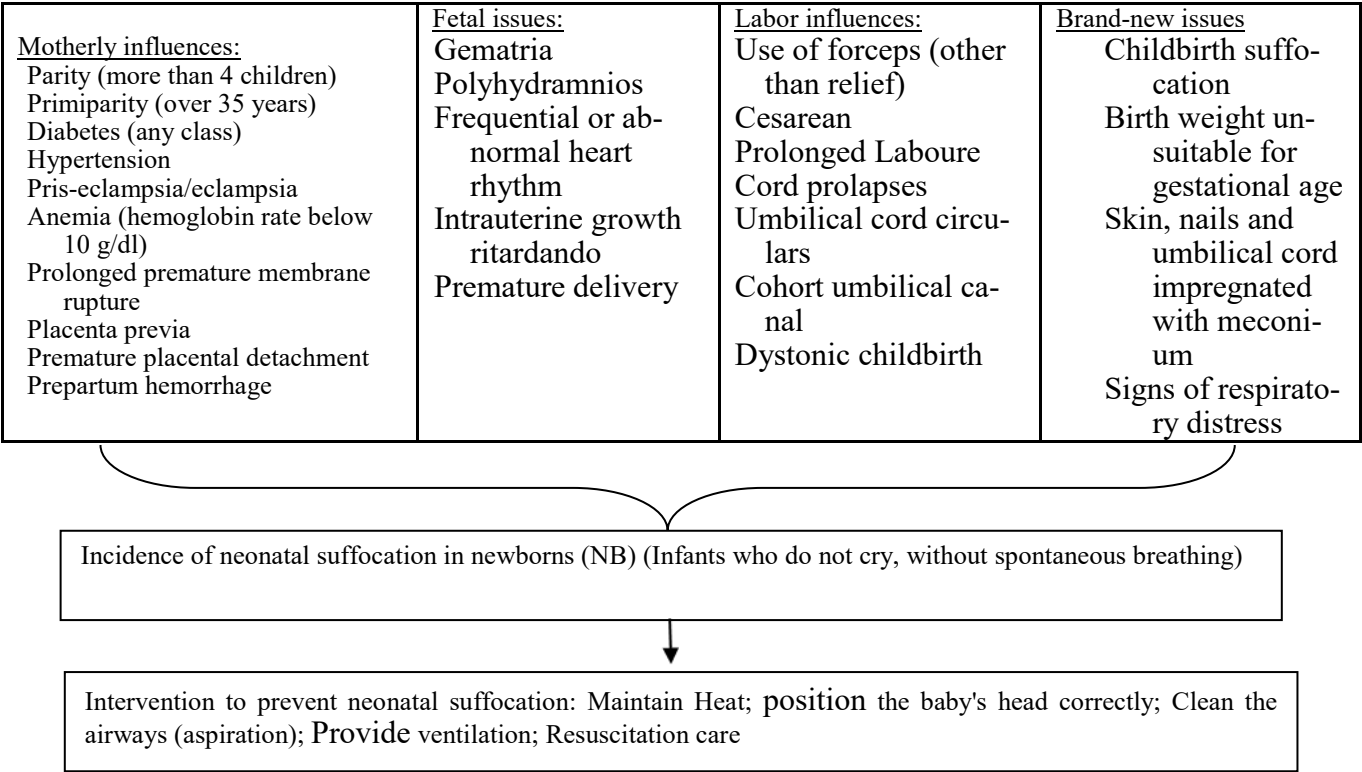 Motherly influences:
Parity (more than 4 children)
Primiparity (over 35 years)
Diabetes (any class)
Hypertension
Pris-eclampsia/eclampsia
Anemia (hemoglobin rate below
10 g/dl)
Prolonged premature membrane
rupture
Placenta previa
Premature placental detachment
Prepartum hemorrhage
Fetal issues:
Gematria
Polyhydramnios
Frequential or ab-
normal heart
rhythm
Intrauterine growth
ritardando
Premature delivery
Labor influences:
Use of forceps (other
than relief)
Cesarean
Prolonged Laboure
Cord prolapses
Umbilical cord circu-
lars
Cohort umbilical ca-
nal
Dystonic childbirth
Brand-new issues
Childbirth suffo-
cation
Birth weight un-
suitable for
gestational age
Skin, nails and
umbilical cord
impregnated
with meconi-
um
Signs of respirato-
ry distress
Incidence of neonatal suffocation in newborns (NB) (Infants who do not cry, without spontaneous breathing)
Intervention to prevent neonatal suffocation: Maintain Heat; position the baby's head correctly; Clean the
airways (aspiration); Provide ventilation; Resuscitation care